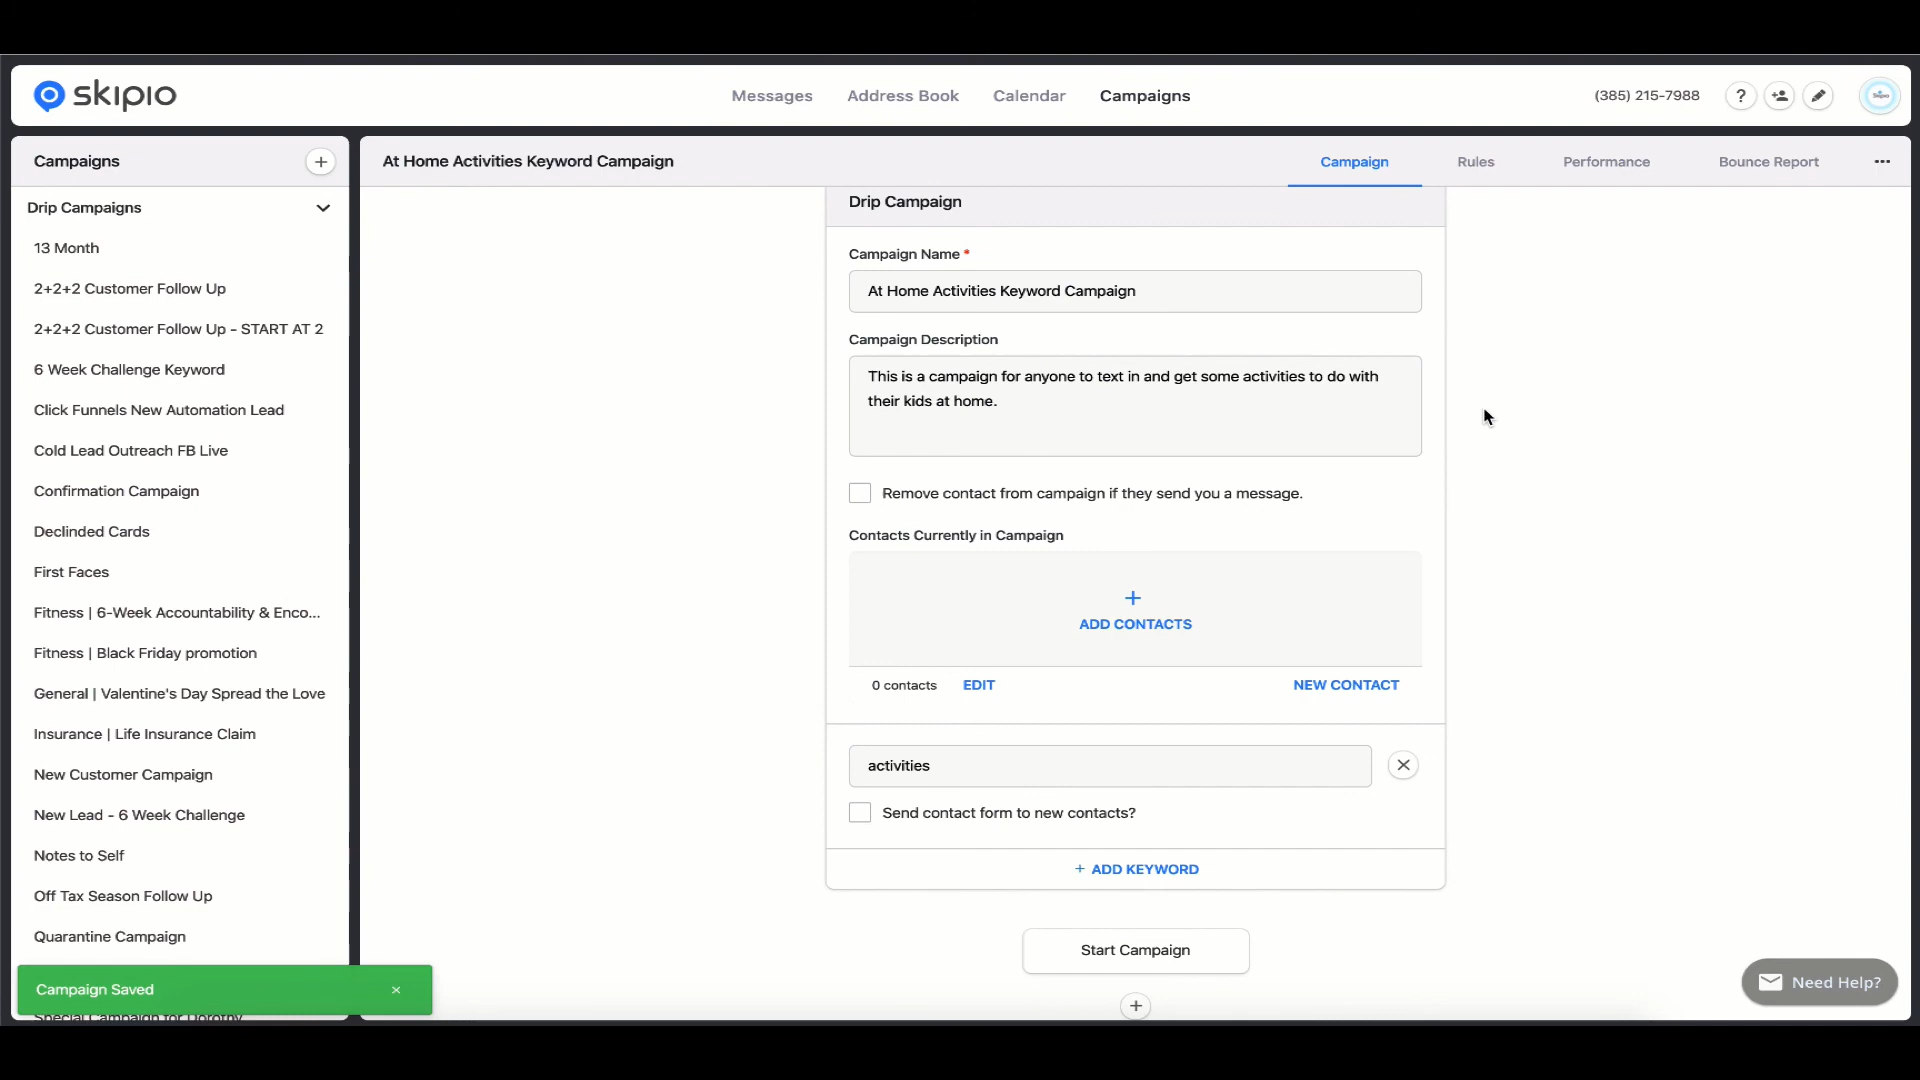 skipio
Messages
Address Book
Calendar
Campaigns
(385) 215-7988
?
Skipio
Campaigns
At Home Activities Keyword Campaign
Campaign
Rules
Performance
Bounce Report
Drip Campaigns
13 Month
2+2+2 Customer Follow Up
2+2+2 Customer Follow Up - START AT 2
6 Week Challenge Keyword
Click Funnels New Automation Lead
Cold Lead Outreach FB Live
Confirmation Campaign
Declinded Cards
First Faces
Fitness | 6-Week Accountability & Enco...
Fitness | Black Friday promotion
General | Valentine's Day Spread the Love
Insurance | Life Insurance Claim
New Customer Campaign
New Lead - 6 Week Challenge
Notes to Self
Off Tax Season Follow Up
Quarantine Campaign
Campaign Saved
Special Campaign for Dorothy
Drip Campaign
Campaign Name *
At Home Activities Keyword Campaign
Campaign Description
This is a campaign for anyone to text in and get some activities to do with
their kids at home.
Remove contact from campaign if they send you a message.
Contacts Currently in Campaign
+
ADD CONTACTS
0 contacts
EDIT
NEW CONTACT
activities
Send contact form to new contacts?
+ ADD KEYWORD
Start Campaign
Need Help?